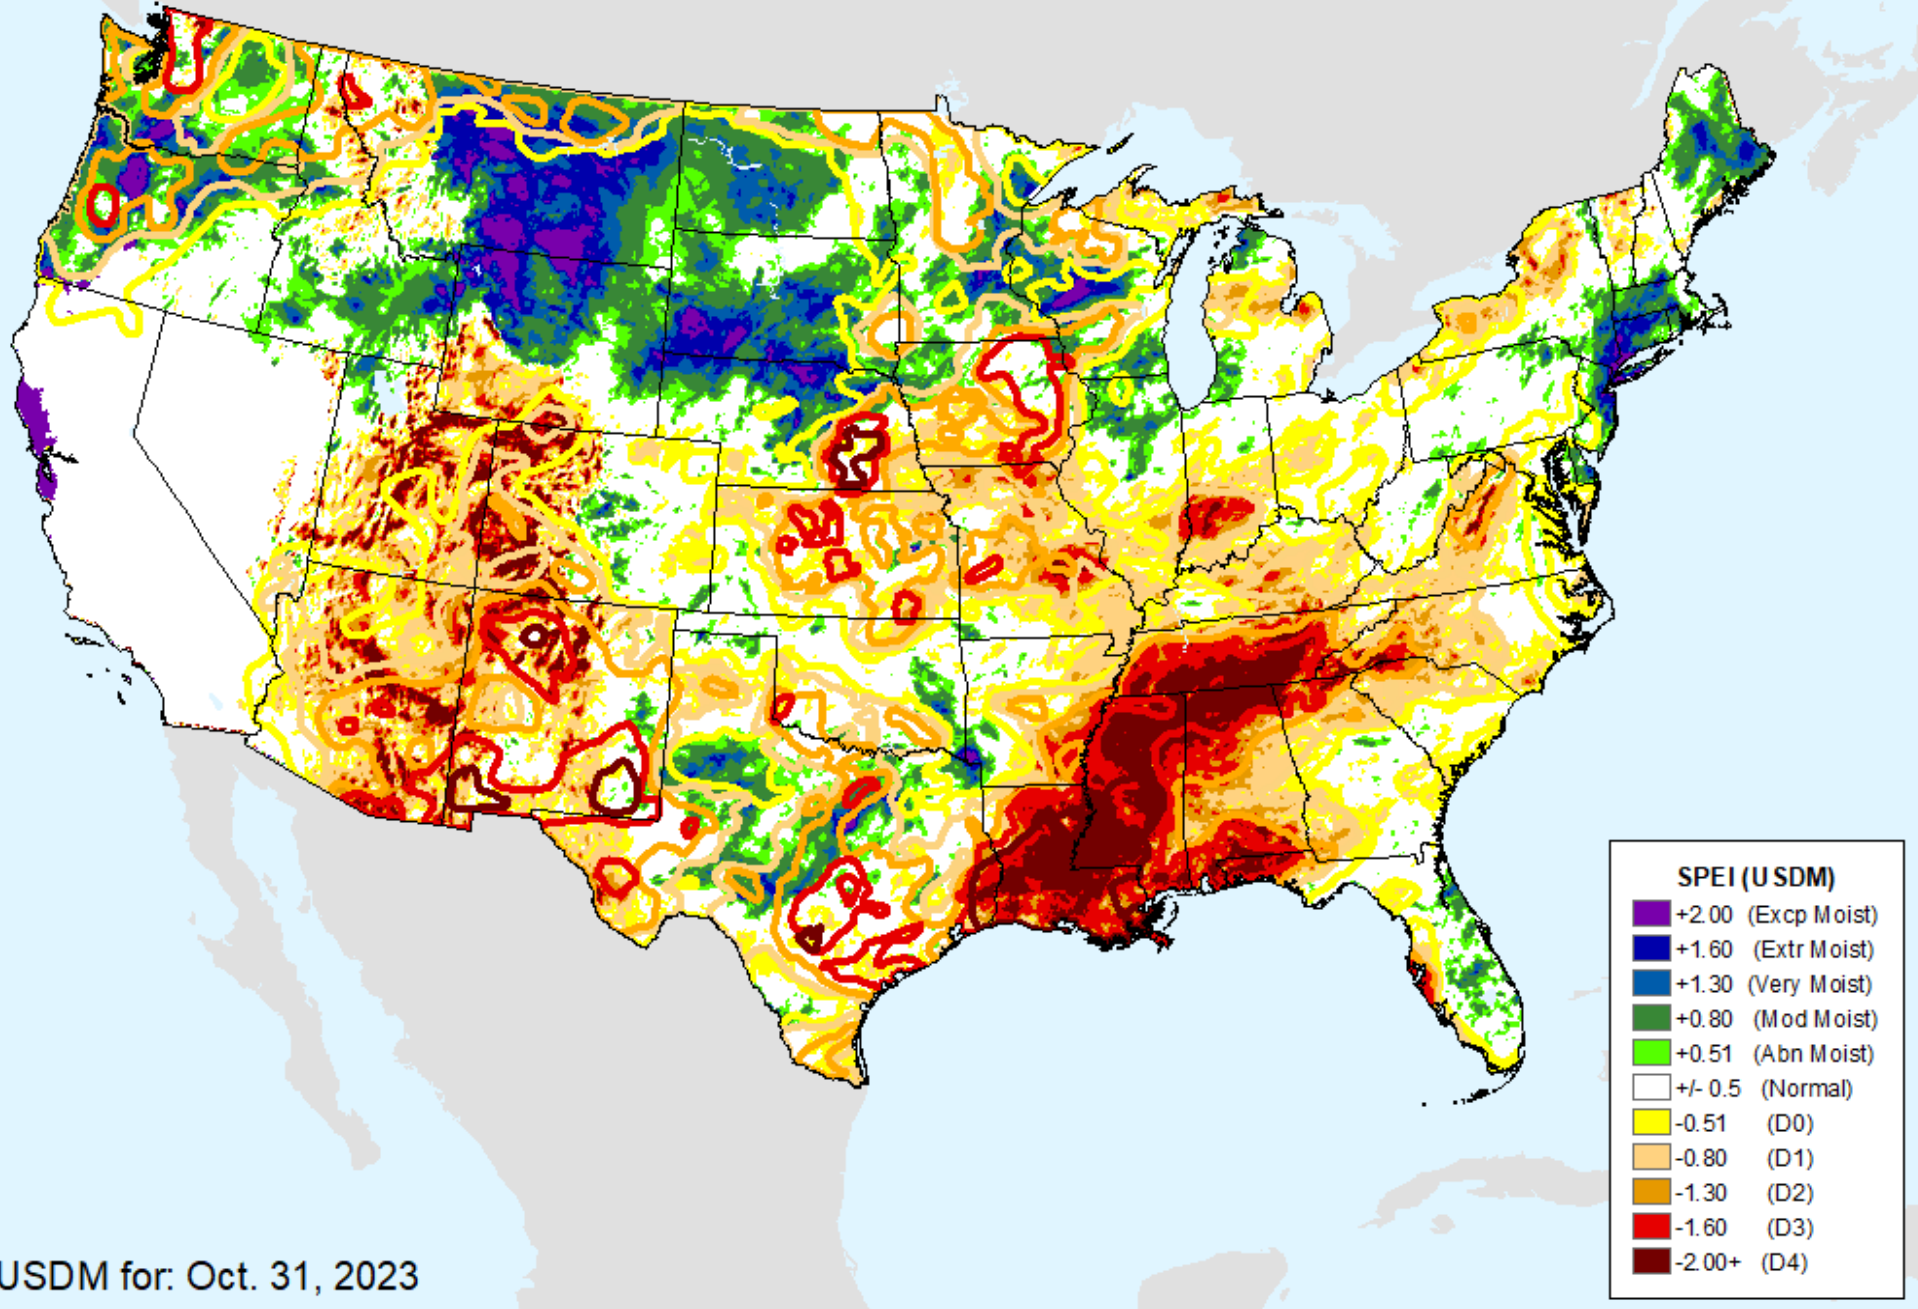 SPEI (USDM)
+2.00 (Excp Moist)
+1.60 (Extr Moist)
+1.30 (Very Moist)
+0.80 (Mod Moist)
+0.51 (Abn Moist)
+/- 0.5 (Normal)
-0.51 (D0)
-0.80 (D1)
-1.30 (D2)
-1.60 (D3)
-2.00+ (D4)
USDM for: Oct. 31, 2023